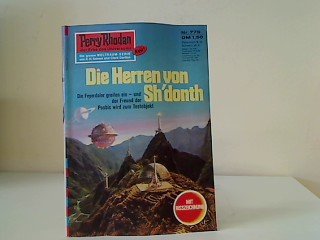 Perry Rhodan
Nr. 778
DM 1,50
Die Herren von
Sh'donth
Die Feyerdaler greifen ein – und
der Freund der
Posbis wird zum Testobjekt
MIT
RISSZEICHNUNG